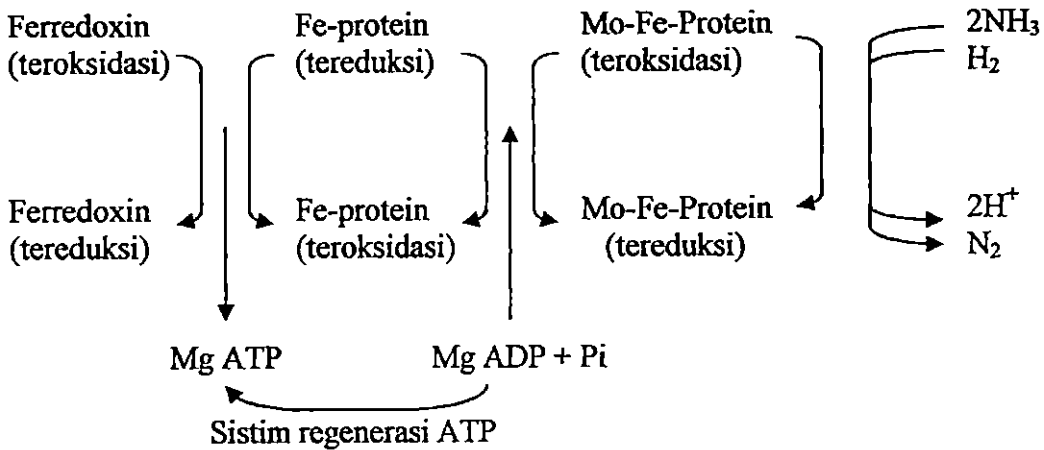 Ferredoxin
(teroksidasi)
Fe-protein
(tereduksi)
Mo-Fe-Protein
(teroksidasi)
2NH₃
H₂
Ferredoxin
(tereduksi)
Fe-protein
(teroksidasi)
Mo-Fe-Protein
(tereduksi)
2H⁺
N₂
Mg ATP
Mg ADP + Pi
Sistim regenerasi ATP